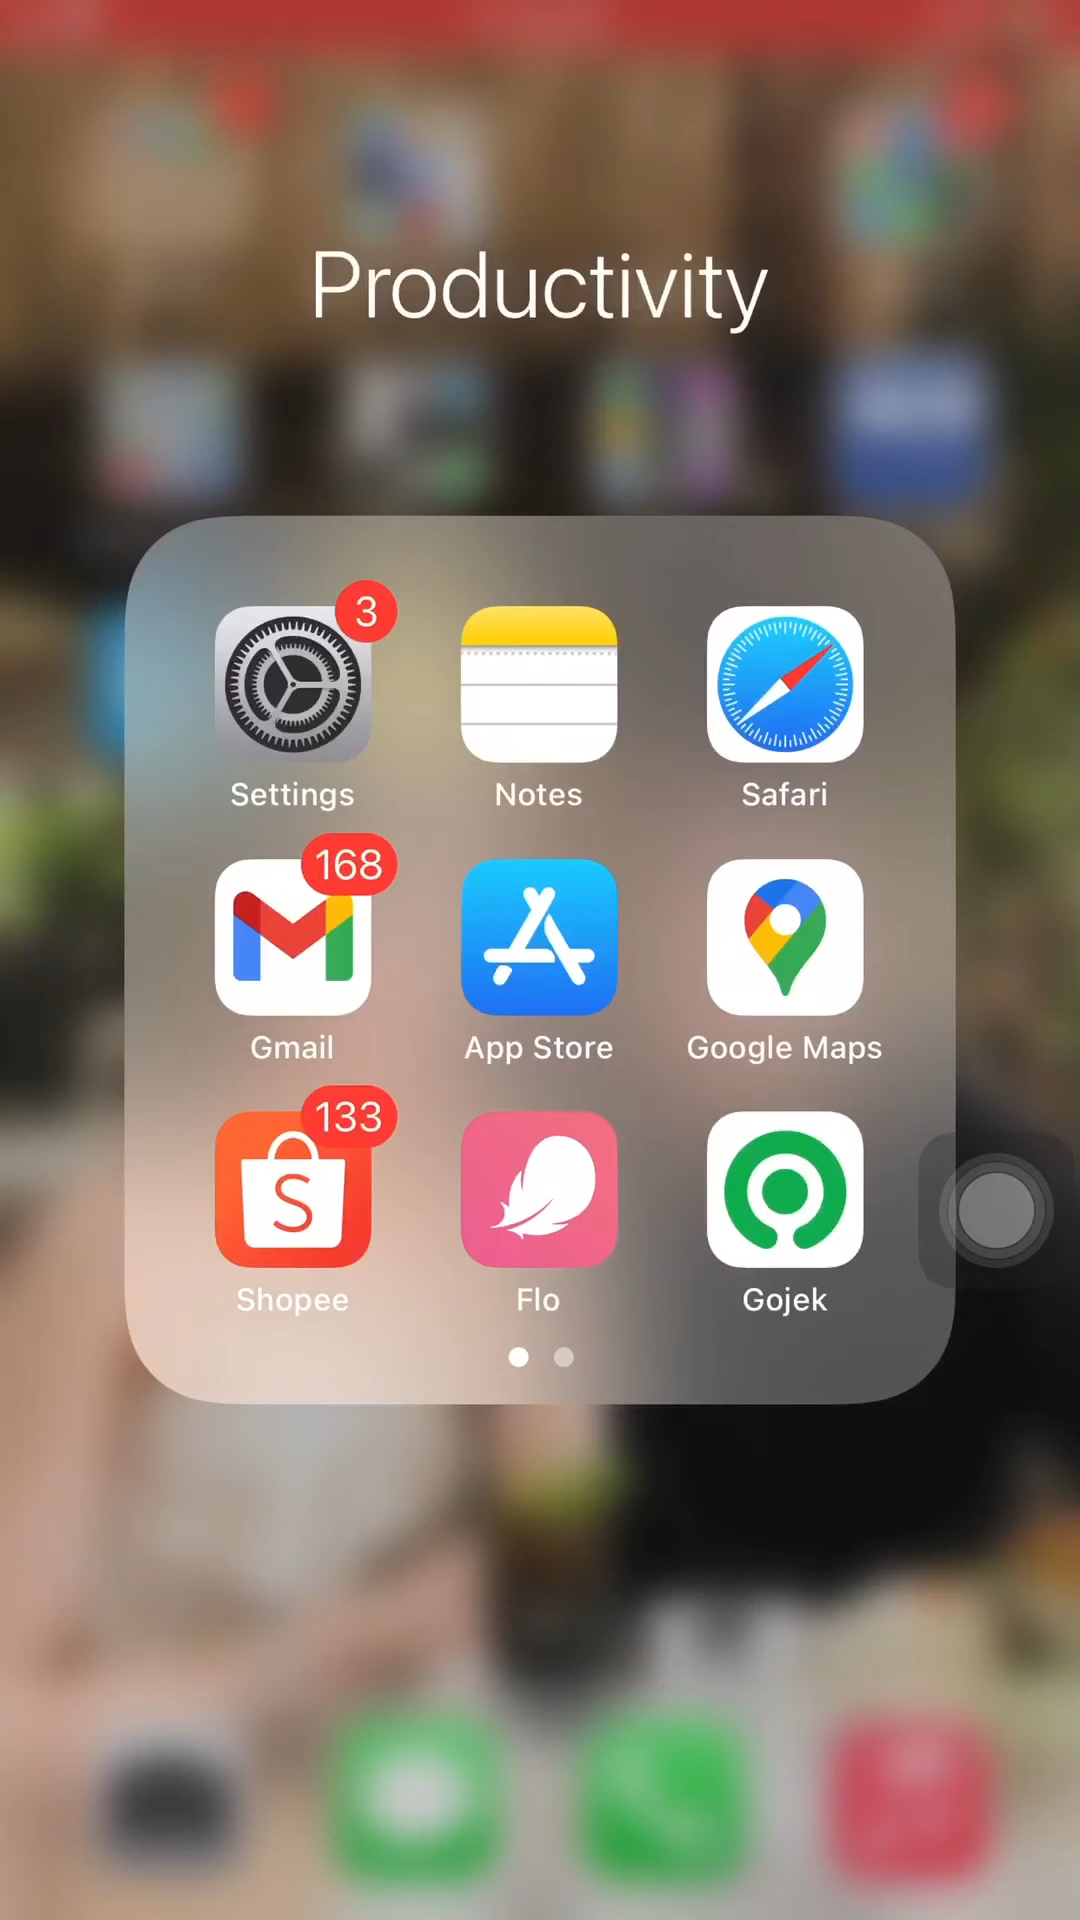 Productivity
3
Settings
Notes
Safari
168
Gmail
App Store
Google Maps
133
S
Shopee
Flo
Gojek